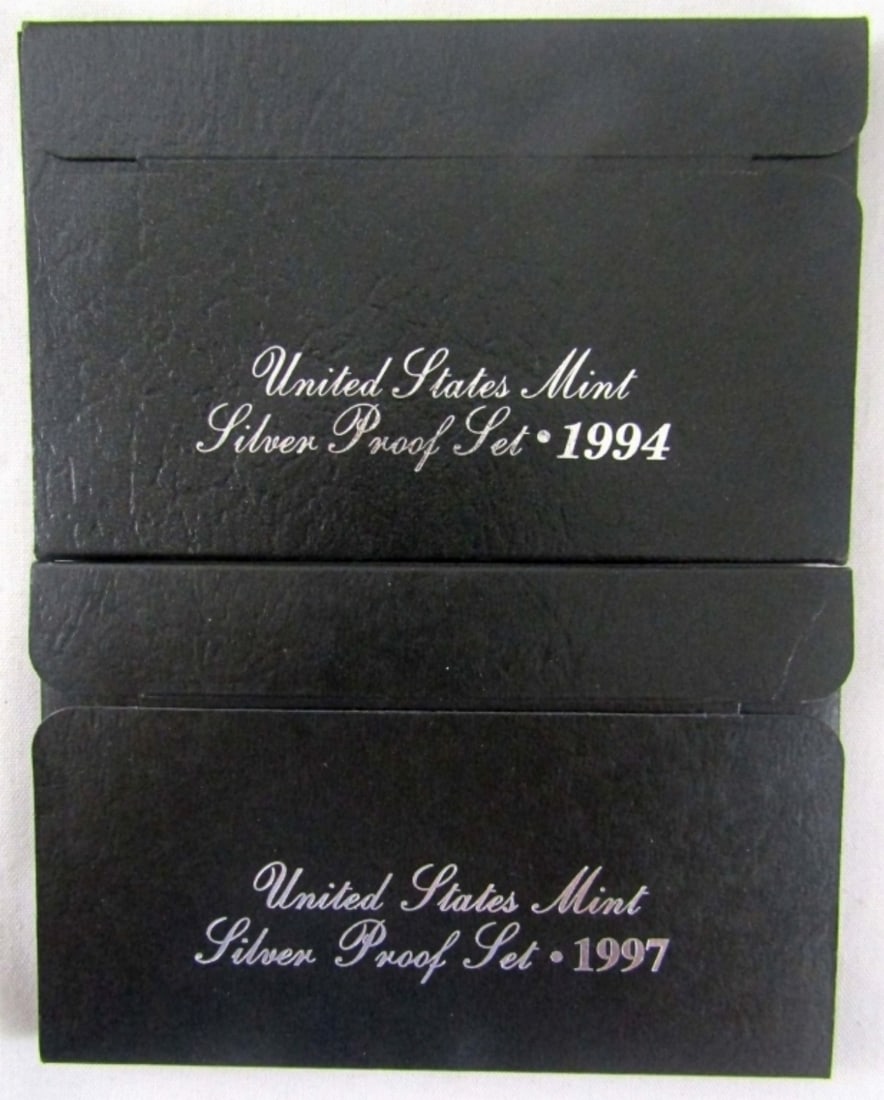 United States Mint
Silver Proof Set • 1994
United States Mint
Silver Proof Set • 1997